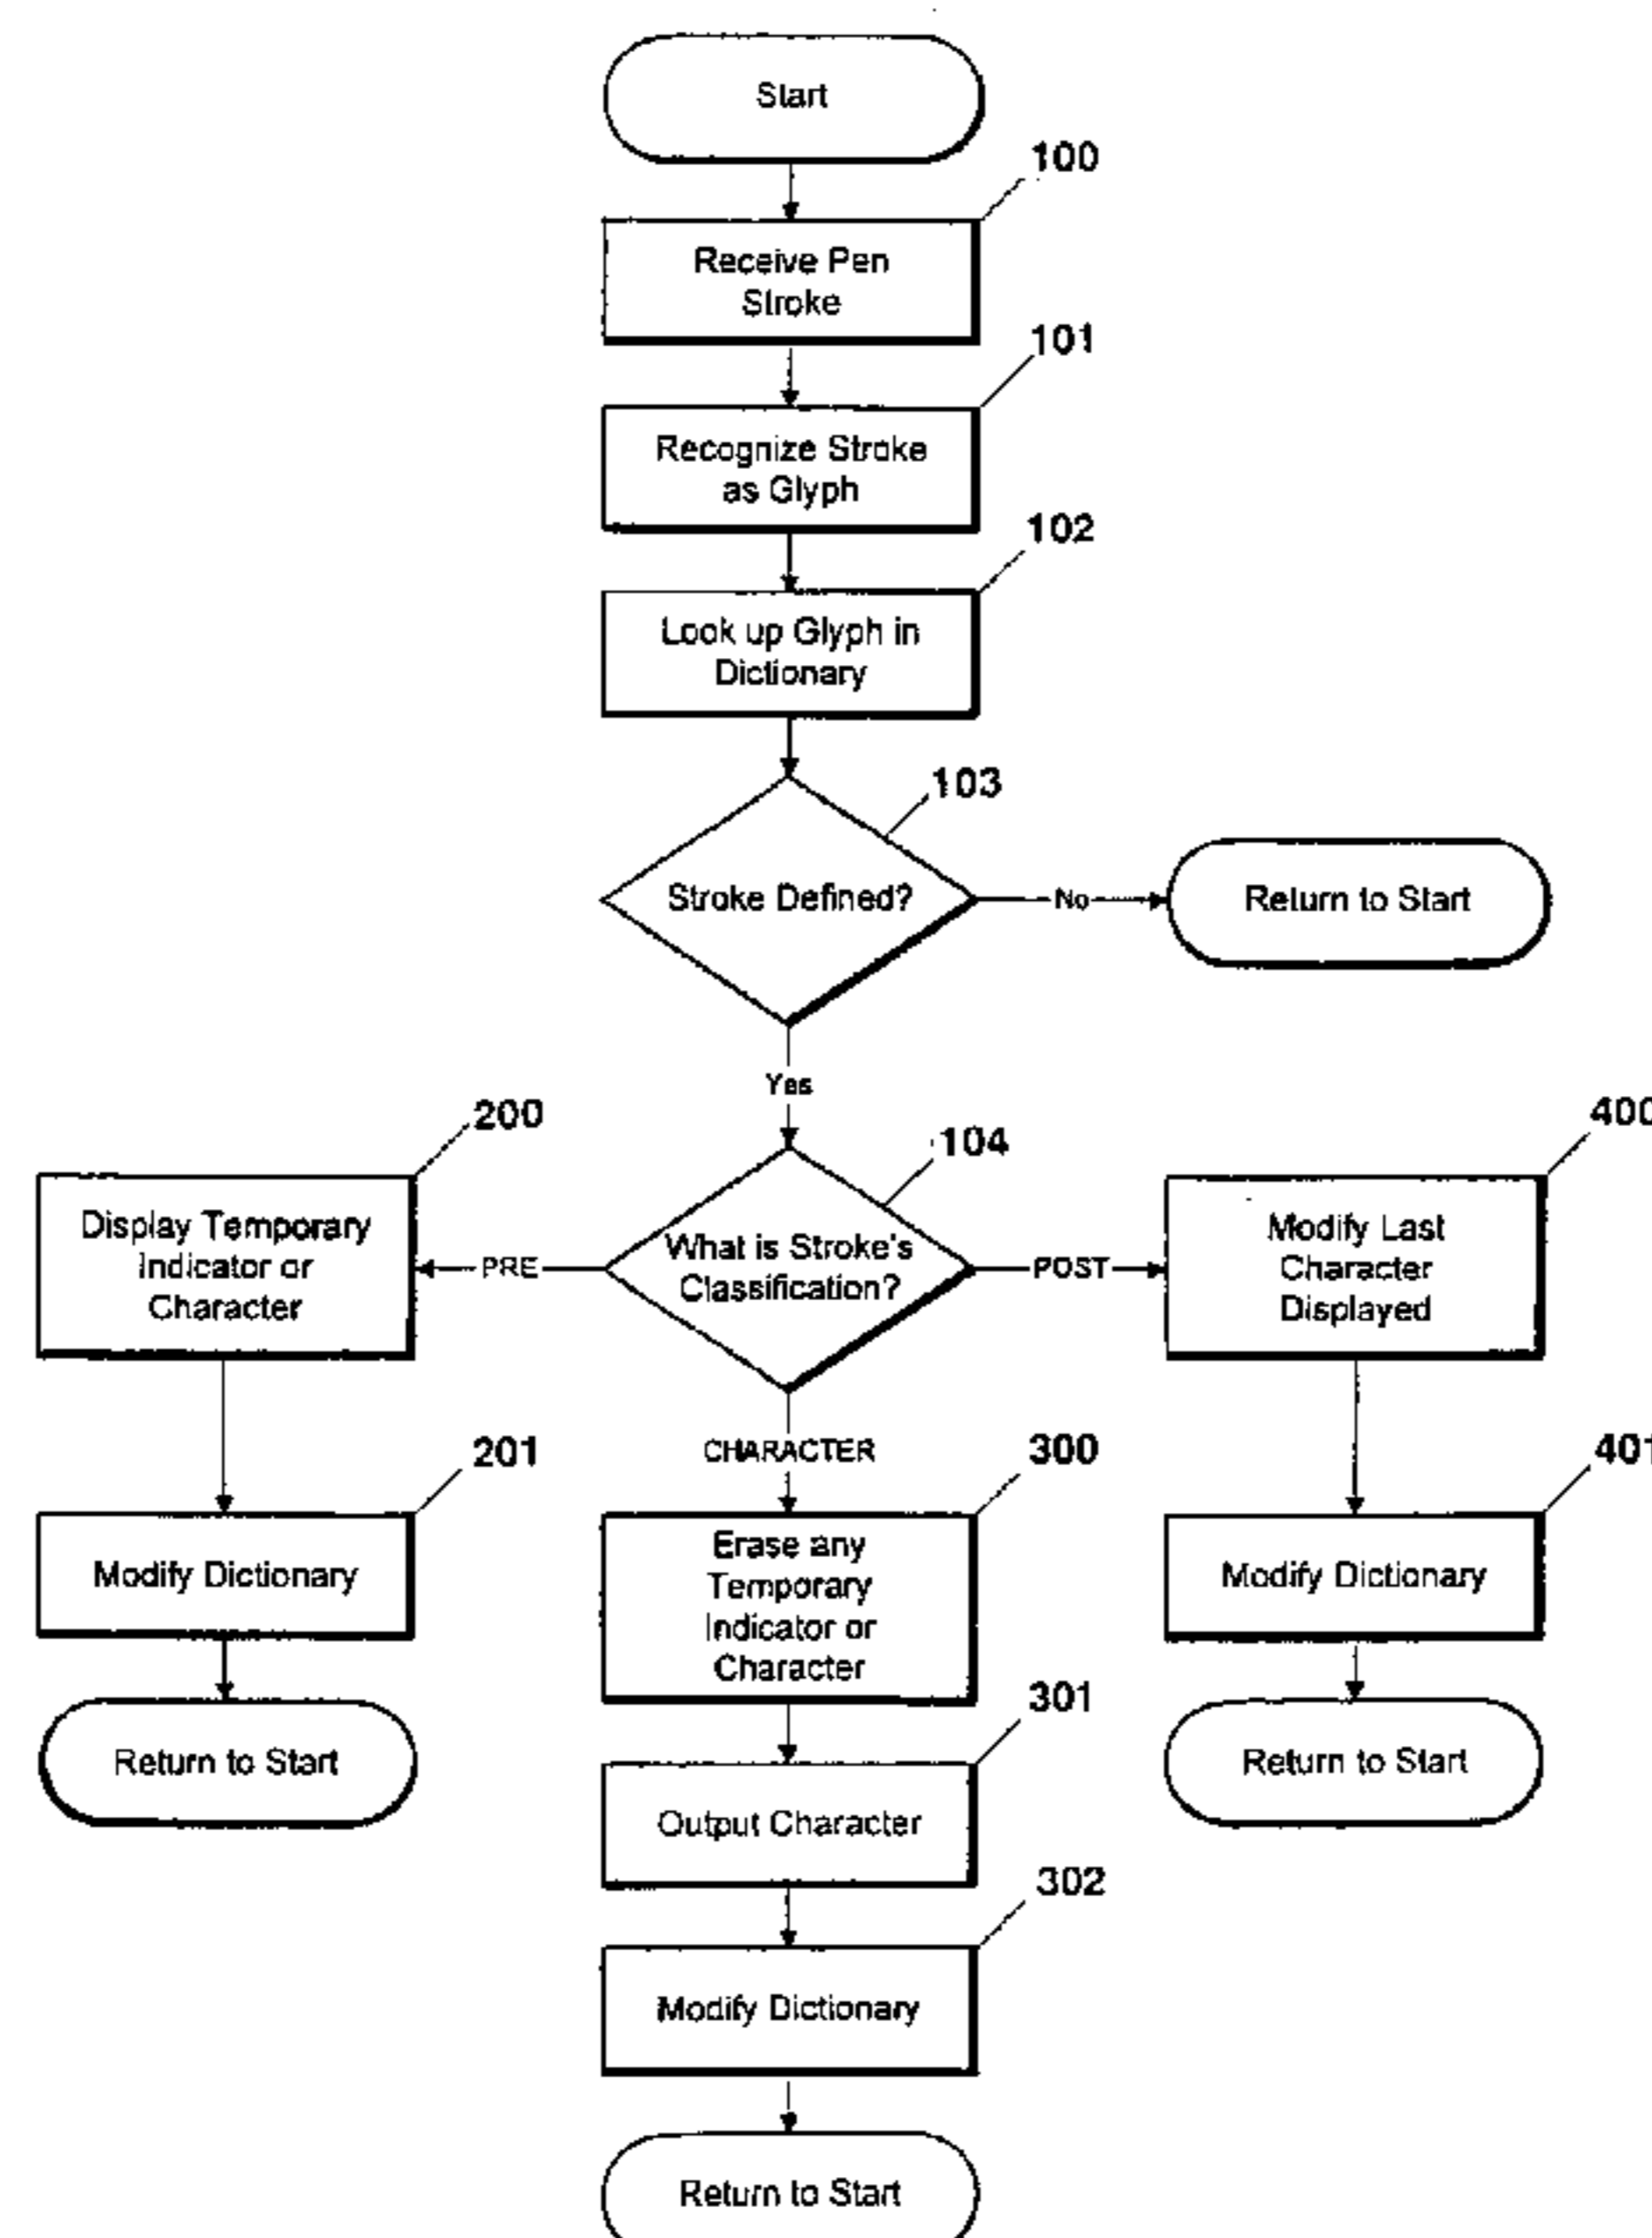 Start
100
Receive Pen
Stroke
101
Recognize Stroke
as Glyph
102
Look up Glyph in
Dictionary
103
Stroke Defined?
No
Return to Start
Yes
200
104
400
Display Temporary
Indicator or
Character
PRE
What is Stroke's
Classification?
POST
Modify Last
Character
Displayed
201
CHARACTER
300
401
Modify Dictionary
Erase any
Temporary
Indicator or
Character
Modify Dictionary
Return to Start
301
Return to Start
Output Character
302
Modify Dictionary
Return to Start